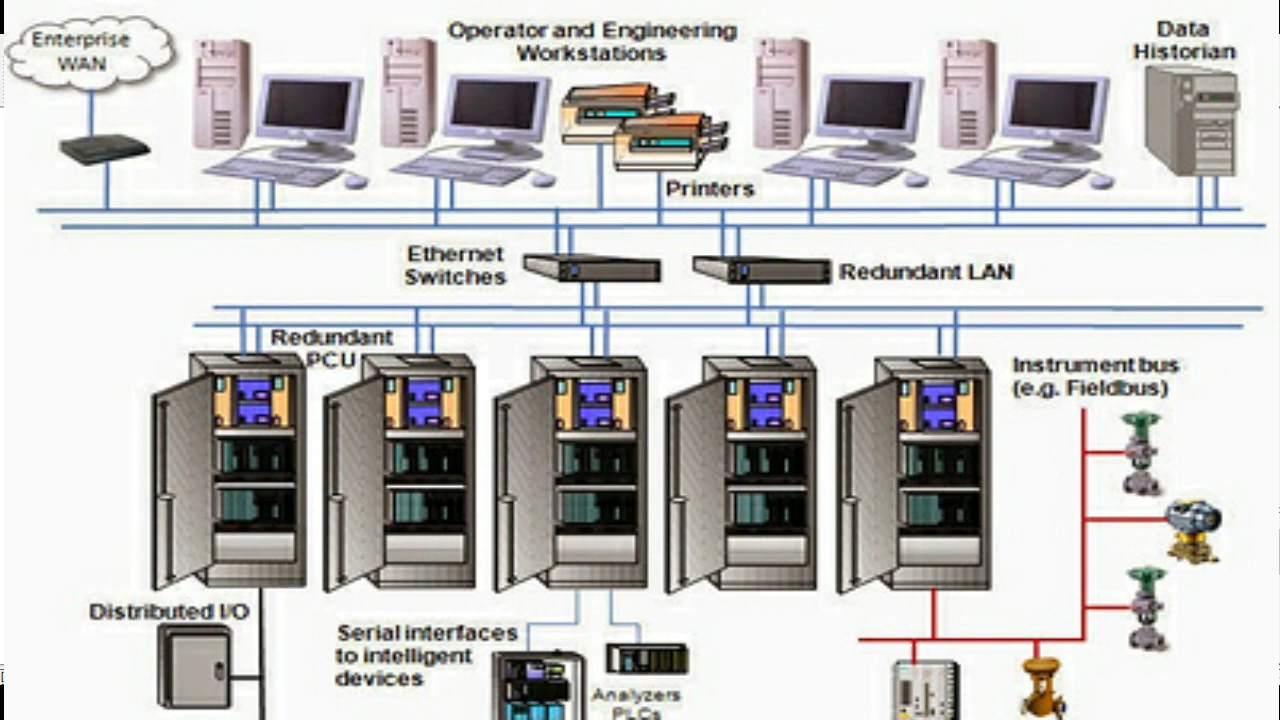 Enterprise
WAN
Operator and Engineering
Workstations
Data
Historian
Printers
Ethernet
Switches
Redundant LAN
Redundant
PCU
Instrument bus
(e.g. Fieldbus)
Distributed I/O
Serial interfaces
to intelligent
devices
Analyzers
PLCs